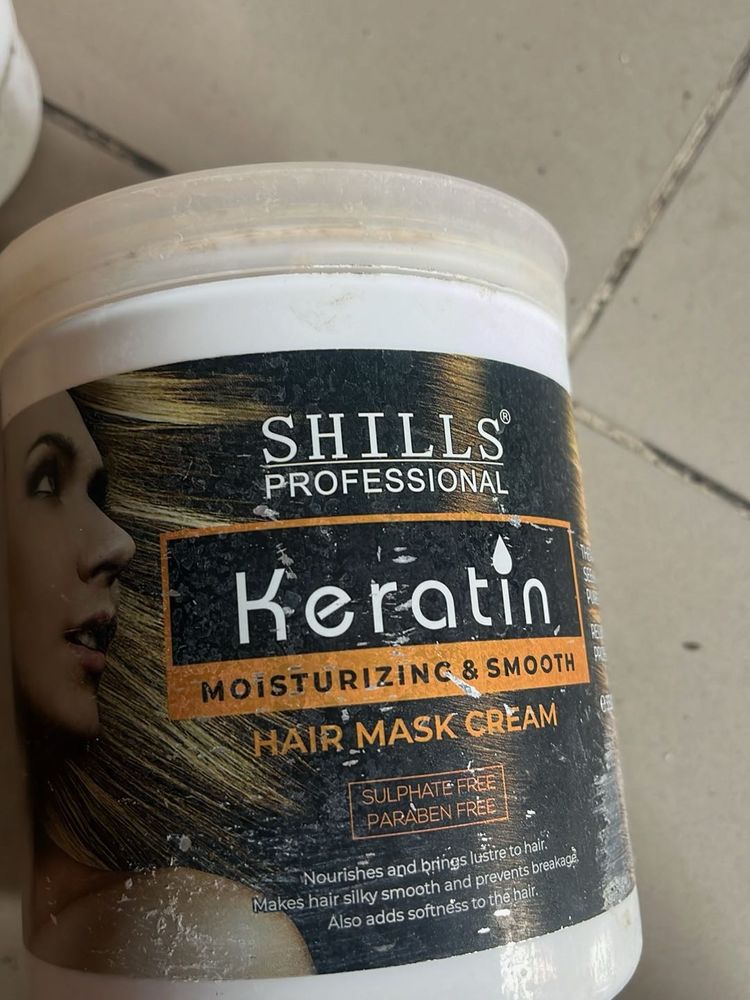 SHILLS®
PROFESSIONAL
Keratin
MOISTURIZING & SMOOTH
HAIR MASK CREAM
SULPHATE FREE
PARABEN FREE
Nourishes and brings lustre to hair.
Makes hair silky smooth and prevents breakage.
Also adds softness to the hair.